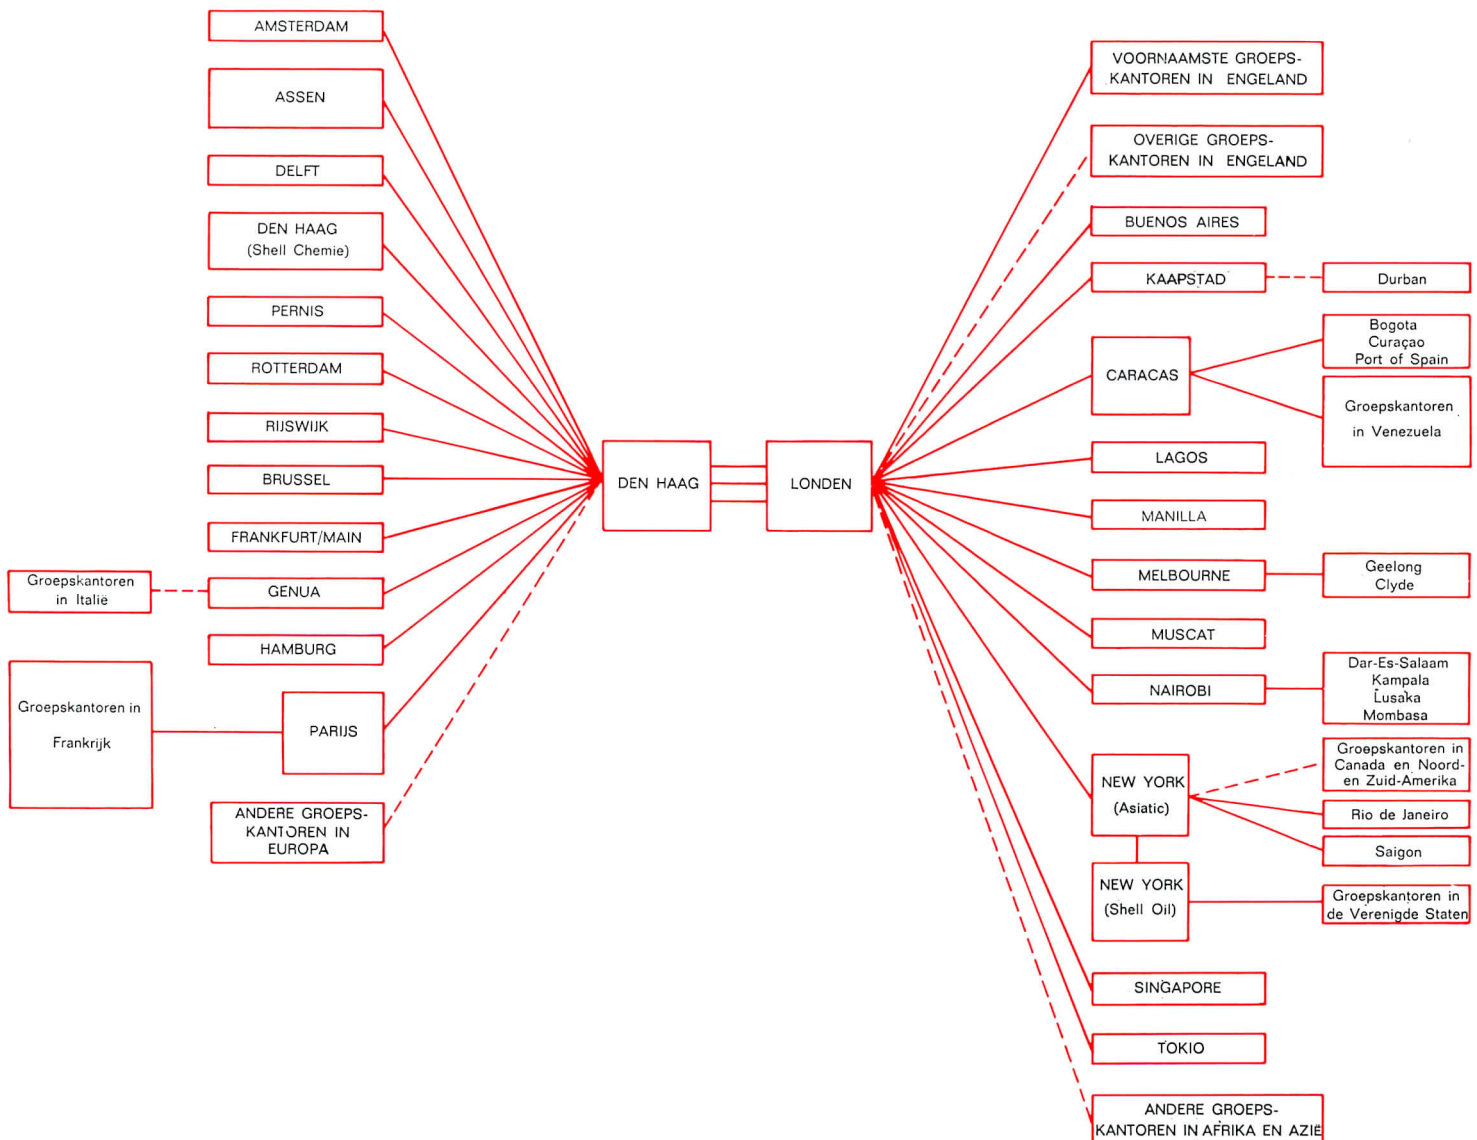 AMSTERDAM
ASSEN
DELFT
DEN HAAG
(Shell Chemie)
PERNIS
ROTTERDAM
RIJSWIJK
BRUSSEL
FRANKFURT/MAIN
Groepskantoren
in Italië
GENUA
HAMBURG
Groepskantoren in
Frankrijk
PARIJS
ANDERE GROEPS-
KANTOREN IN
EUROPA
DEN HAAG
LONDEN
VOORNAAMSTE GROEPS-
KANTOREN IN ENGELAND
OVERIGE GROEPS-
KANTOREN IN ENGELAND
BUENOS AIRES
KAAPSTAD
Durban
CARACAS
Bogota
Curaçao
Port of Spain
Groepskantoren
in Venezuela
LAGOS
MANILLA
MELBOURNE
Geelong
Clyde
MUSCAT
NAIROBI
Dar-Es-Salaam
Kampala
Lusaka
Mombasa
NEW YORK
(Asiatic)
Groepskantoren in
Canada en Noord-
en Zuid-Amerika
Rio de Janeiro
Saigon
NEW YORK
(Shell Oil)
Groepskantoren in
de Verenigde Staten
SINGAPORE
TOKIO
ANDERE GROEPS-
KANTOREN IN AFRIKA EN AZIË